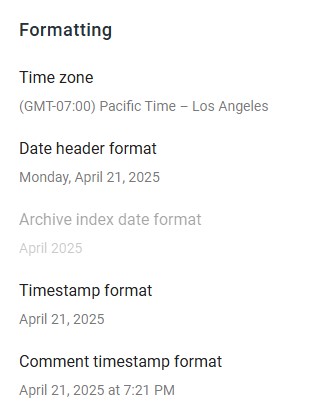 Formatting
Time zone
(GMT-07:00) Pacific Time – Los Angeles
Date header format
Monday, April 21, 2025
Archive index date format
April 2025
Timestamp format
April 21, 2025
Comment timestamp format
April 21, 2025 at 7:21 PM